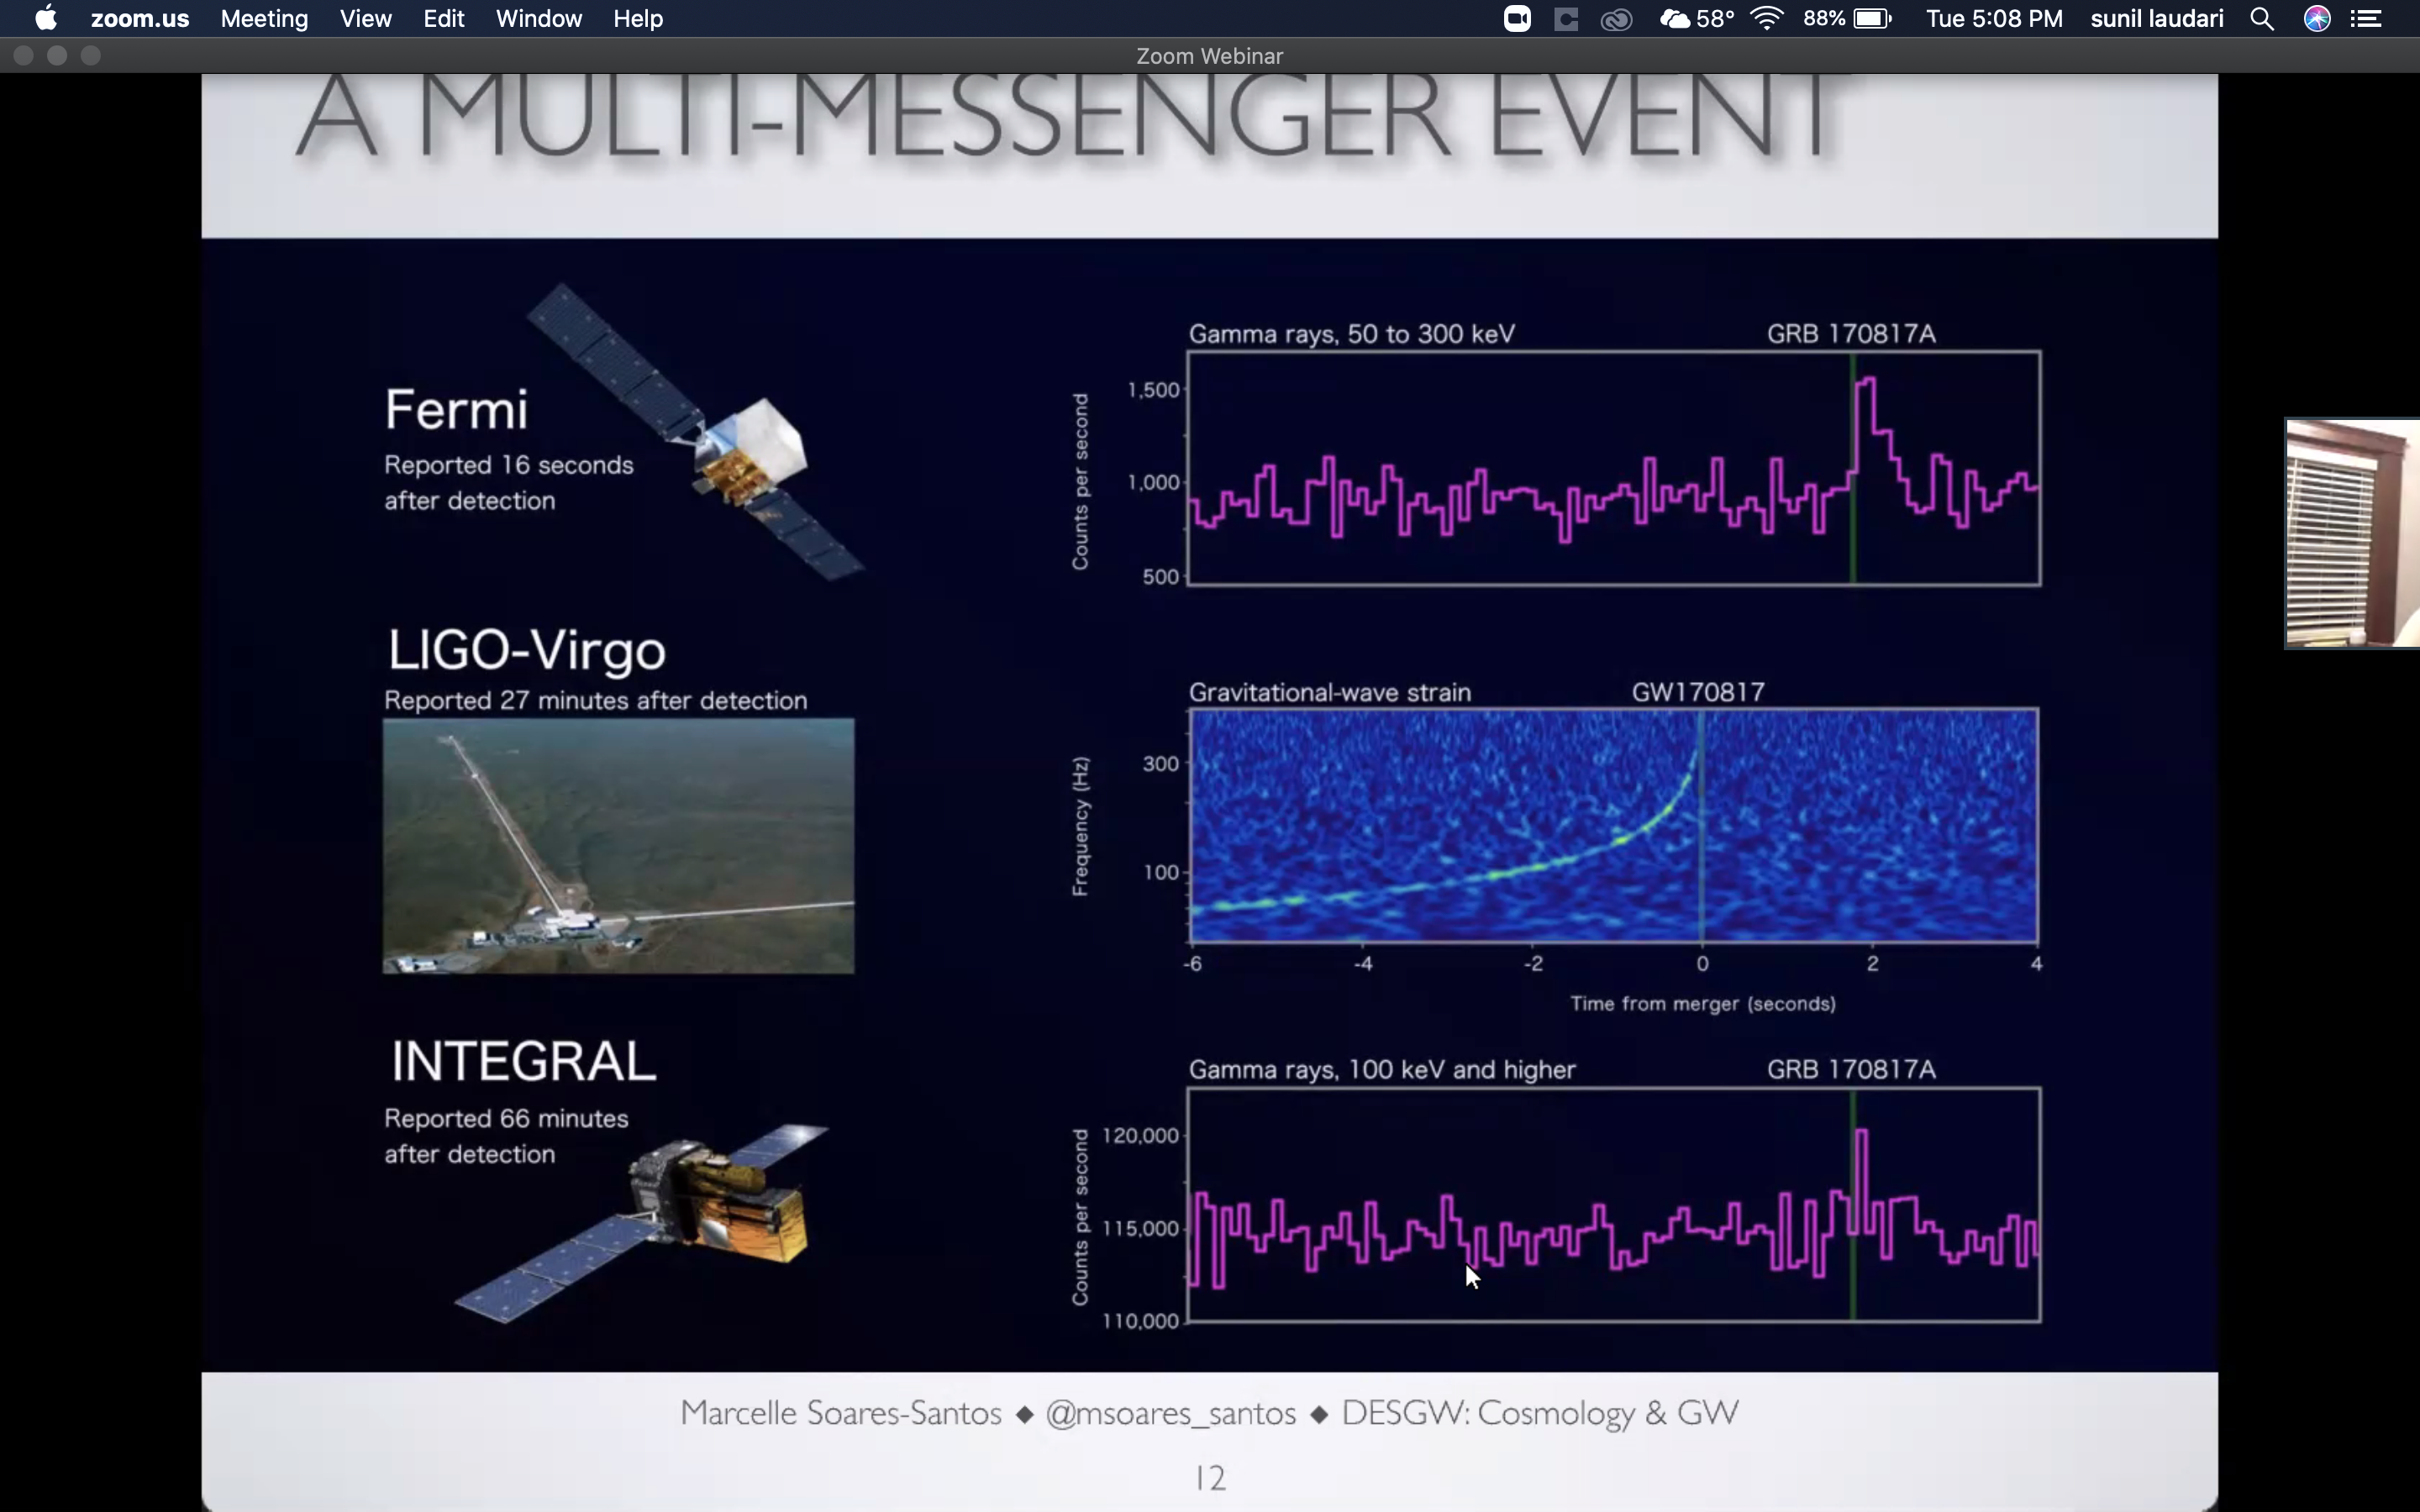 zoom.us Meeting View Edit Window Help 58° 88% Tue 5:08 PM sunil laudari
Zoom Webinar
A MULTI-MESSENGER EVENT
Fermi
Reported 16 seconds
after detection
Gamma rays, 50 to 300 keV GRB 170817A
Counts per second
1,500
1,000
500
LIGO-Virgo
Reported 27 minutes after detection
Gravitational-wave strain GW170817
Frequency (Hz)
300
100
-6 -4 -2 0 2 4
Time from merger (seconds)
INTEGRAL
Reported 66 minutes
after detection
Gamma rays, 100 keV and higher GRB 170817A
Counts per second
120,000
115,000
110,000
Marcelle Soares-Santos ◆ @msoares_santos ◆ DESGW: Cosmology & GW
12